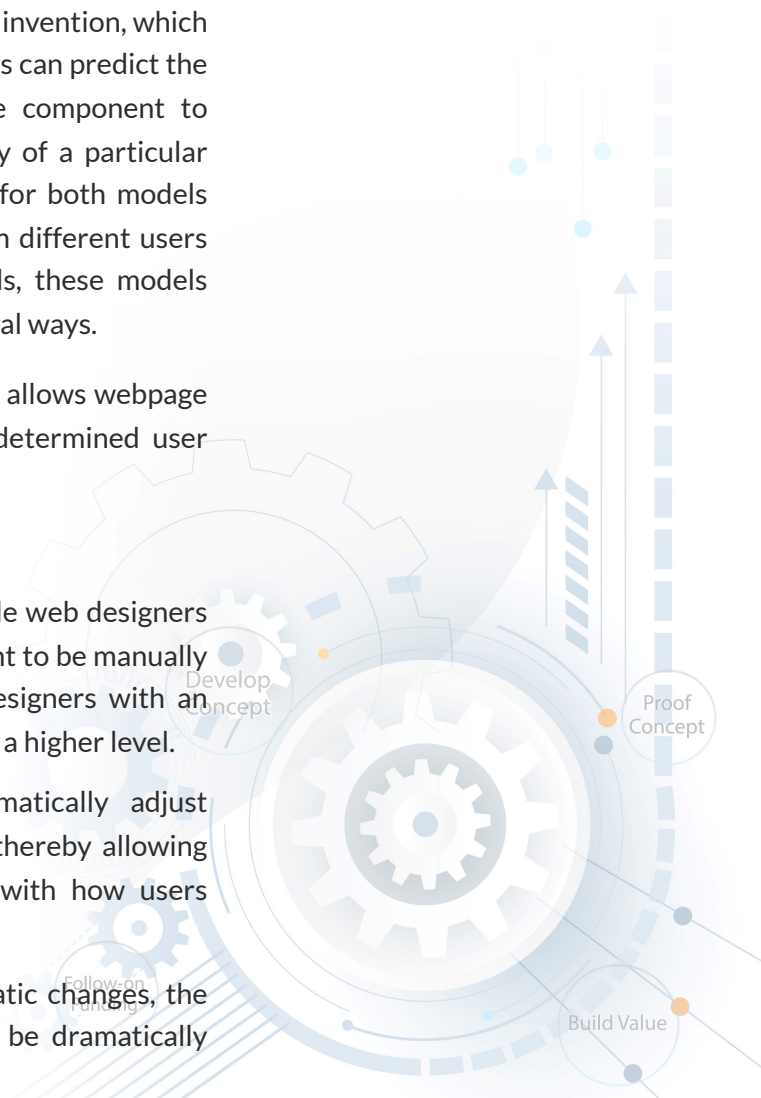 invention, which
s can predict the
e component to
y of a particular
for both models
n different users
ls, these models
al ways.
allows webpage
determined user
le web designers
nt to be manually
esigners with an
a higher level.
matically adjust
thereby allowing
with how users
atic changes, the
be dramatically
Develop
Concept
Proof
Concept
Follow-on
Funding
Build Value